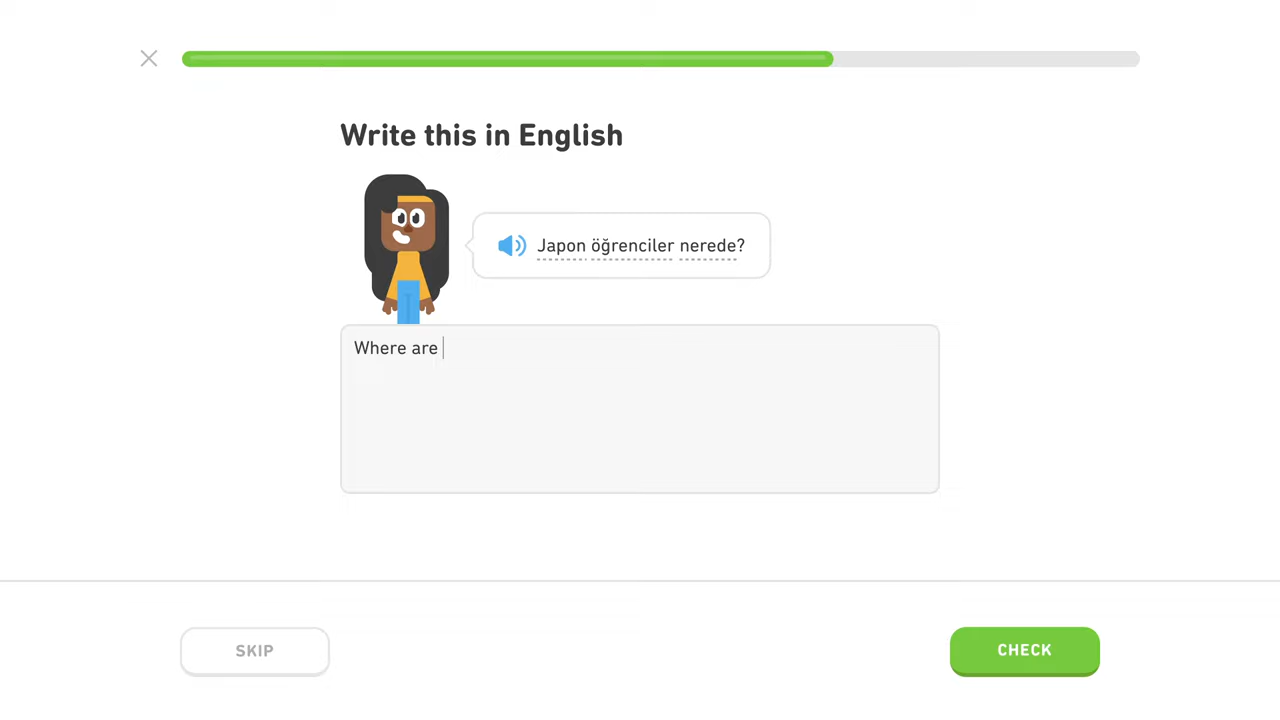 Write this in English
Japon öğrenciler nerede?
Where are
SKIP
CHECK